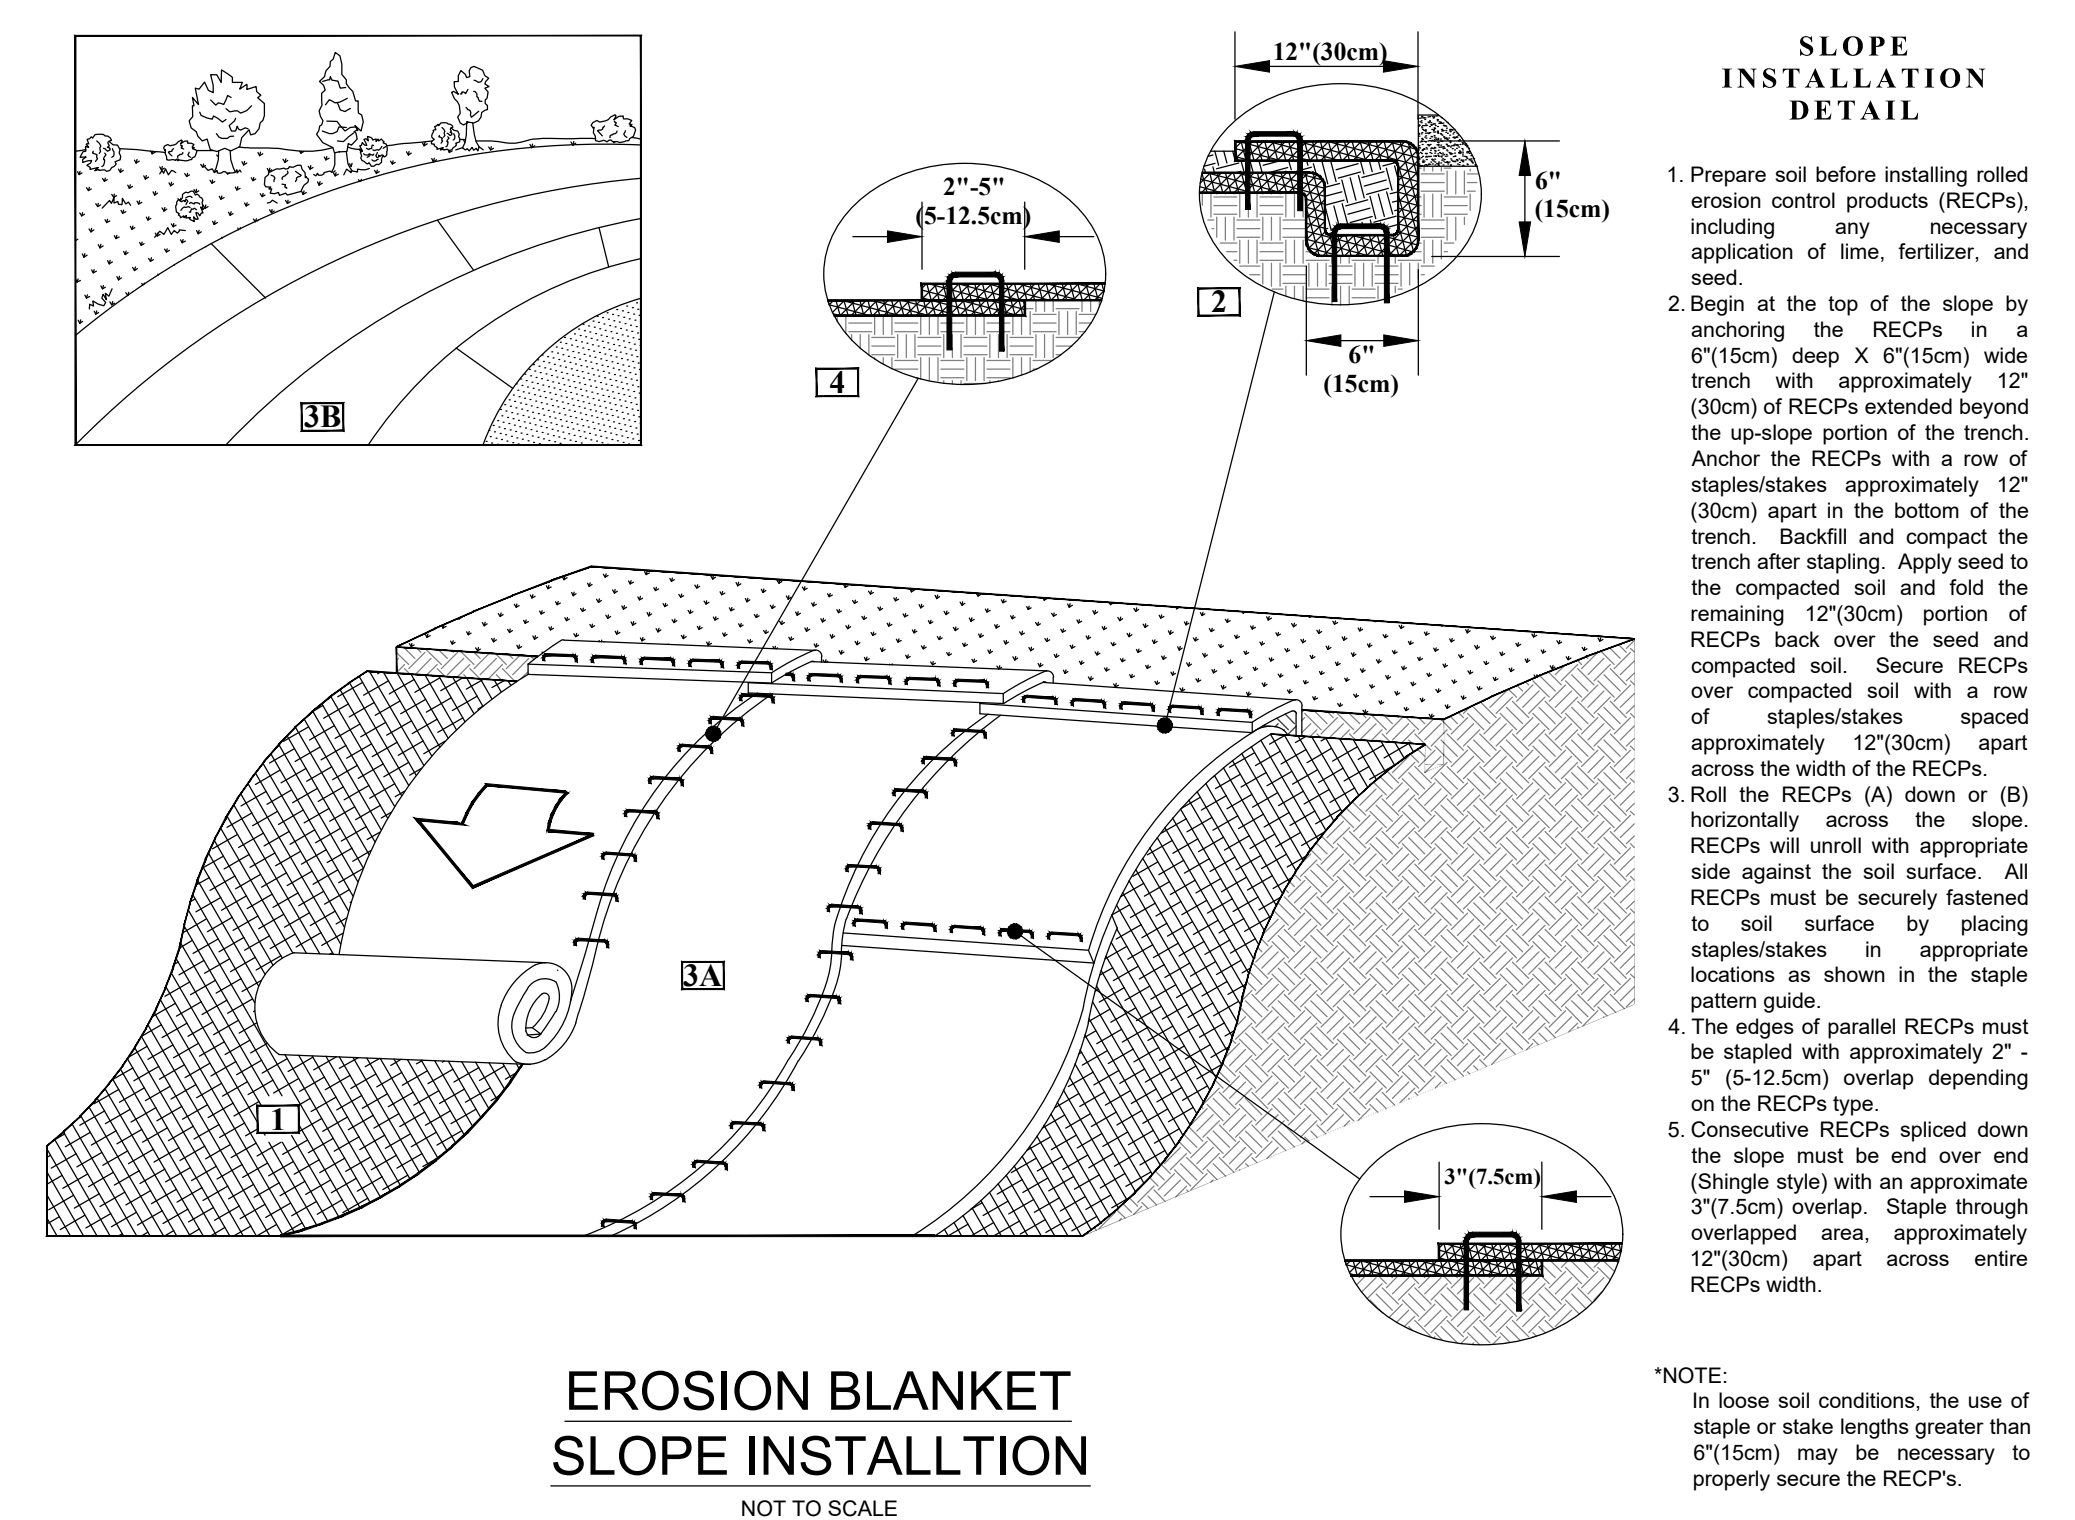 SLOPE
INSTALLATION
DETAIL
1. Prepare soil before installing rolled
erosion control products (RECPs),
including any necessary
application of lime, fertilizer, and
seed.
2. Begin at the top of the slope by
anchoring the RECPs in a
6"(15cm) deep X 6"(15cm) wide
trench with approximately 12"
(30cm) of RECPs extended beyond
the up-slope portion of the trench.
Anchor the RECPs with a row of
staples/stakes approximately 12"
(30cm) apart in the bottom of the
trench. Backfill and compact the
trench after stapling. Apply seed to
the compacted soil and fold the
remaining 12"(30cm) portion of
RECPs back over the seed and
compacted soil. Secure RECPs
over compacted soil with a row
of staples/stakes spaced
approximately 12"(30cm) apart
across the width of the RECPs.
3. Roll the RECPs (A) down or (B)
horizontally across the slope.
RECPs will unroll with appropriate
side against the soil surface. All
RECPs must be securely fastened
to soil surface by placing
staples/stakes in appropriate
locations as shown in the staple
pattern guide.
4. The edges of parallel RECPs must
be stapled with approximately 2" -
5" (5-12.5cm) overlap depending
on the RECPs type.
5. Consecutive RECPs spliced down
the slope must be end over end
(Shingle style) with an approximate
3"(7.5cm) overlap. Staple through
overlapped area, approximately
12"(30cm) apart across entire
RECPs width.
*NOTE:
In loose soil conditions, the use of
staple or stake lengths greater than
6"(15cm) may be necessary to
properly secure the RECP's.
3B
2"-5"
(5-12.5cm)
4
12"(30cm)
6"
(15cm)
2
6"
(15cm)
3A
1
3"(7.5cm)
EROSION BLANKET
SLOPE INSTALLTION
NOT TO SCALE